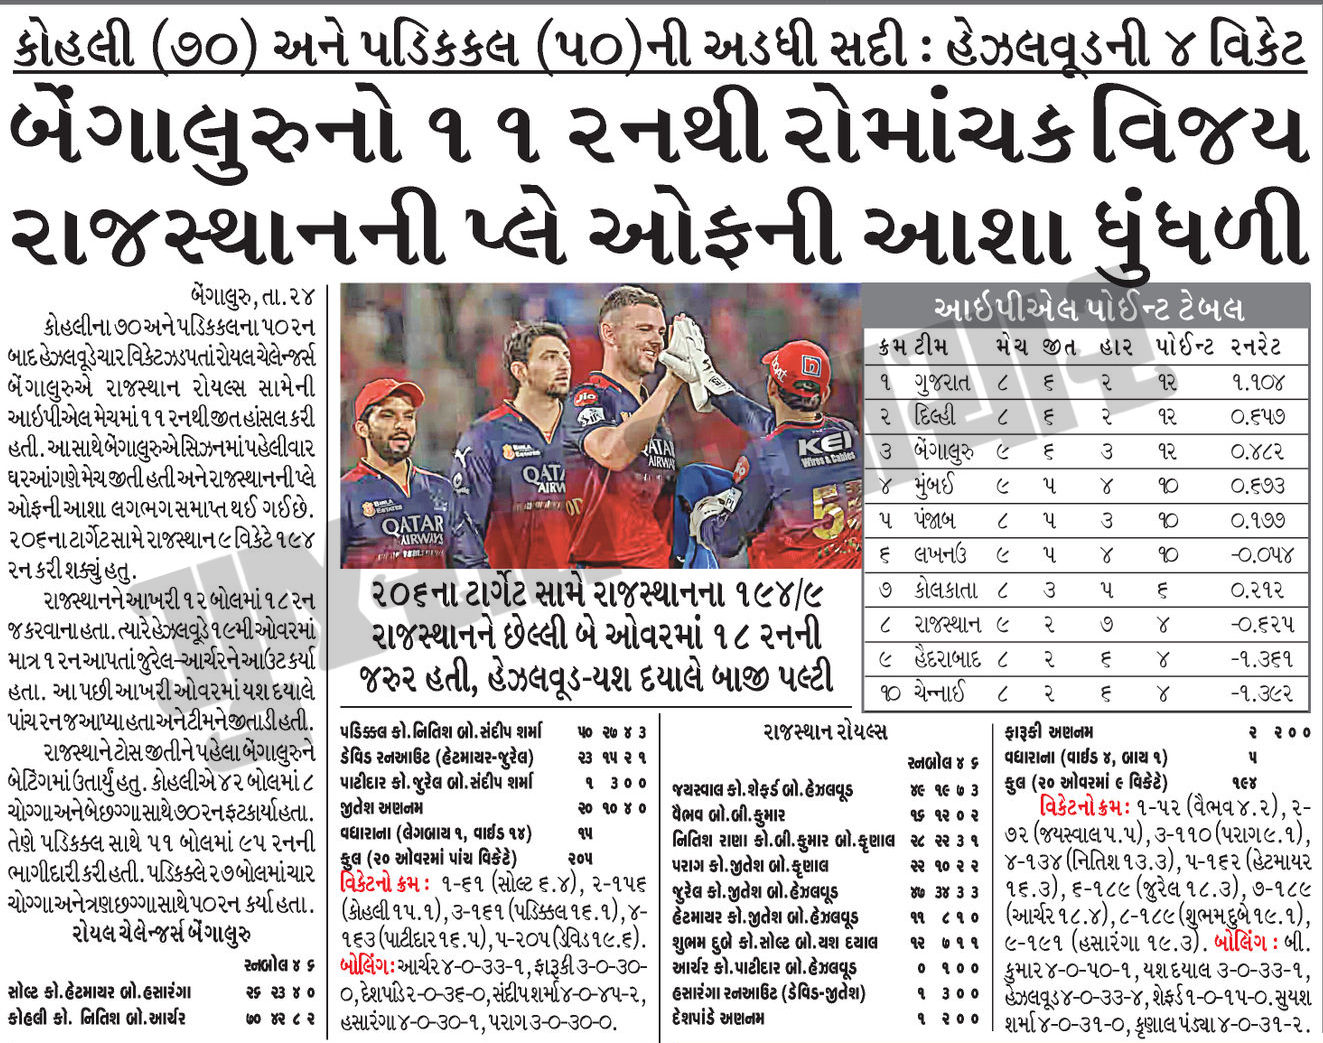 કોહલી (૭૦) અને પડિકકલ (૫૦)ની અડધી સદી : હેઝલવૂડની ૪ વિકેટ
બેંગાલુરુનો ૧૧ રનથી રોમાંચક વિજય
રાજસ્થાનની પ્લે ઓફની આશા ધુંધળી
બેંગાલુરુ, તા.૨૪
કોહલીના ૭૦ અને પડિકકલના ૫૦ રન
બાદ હેઝલવૂડે ચાર વિકેટ ઝડપતાં રોયલ ચેલેન્જર્સ
બેંગાલુરુએ રાજસ્થાન રોયલ્સ સામેની
આઇપીએલ મેચમાં ૧૧ રનથી જીત હાંસલ કરી
હતી. આ સાથે બેંગાલુરુએ સિઝનમાં પહેલીવાર
ઘરઆંગણે મેચ જીતી હતી અને રાજસ્થાનની પ્લે
ઓફની આશા લગભગ સમાપ્ત થઈ ગઈ છે.
૨૦૬ના ટાર્ગેટ સામે રાજસ્થાન ૯ વિકેટે ૧૯૪
રન કરી શક્યું હતુ.
રાજસ્થાનને આખરી ૧૨ બોલમાં ૧૮ રન
જ કરવાના હતા. ત્યારે હેઝલવૂડે ૧૯મી ઓવરમાં
માત્ર ૧ રન આપતાં જુરેલ-આર્ચરને આઉટ કર્યા
હતા. આ પછી આખરી ઓવરમાં યશ દયાલે
પાંચ રન જ આપ્યા હતા અને ટીમને જીતાડી હતી.
રાજસ્થાને ટોસ જીતીને પહેલા બેંગાલુરુને
બેટિંગમાં ઉતાર્યું હતુ. કોહલીએ ૪૨ બોલમાં ૮
ચોગ્ગા અને બે છગ્ગા સાથે ૭૦ રન ફટકાર્યા હતા.
તેણે પડિકકલ સાથે ૫૧ બોલમાં ૯૫ રનની
ભાગીદારી કરી હતી. પડિકકલે ૨૭ બોલમાં ચાર
ચોગ્ગા અને ત્રણ છગ્ગા સાથે ૫૦ રન કર્યા હતા.
રોયલ ચેલેન્જર્સ બેંગાલુરુ
રન બોલ ૪ ૬
સોલ્ટ કો.હેટમાયર બો.હસારંગા ૨૬ ૨૩ ૪ ૦
કોહલી કો. નિતિશ બો.આર્ચર ૭૦ ૪૨ ૮ ૨
QATAR AIRWAYS
QATAR AIRWAYS
QATAR AIRWAYS
jio
KEI
Wires & Cables
૨૦૬ના ટાર્ગેટ સામે રાજસ્થાનના ૧૯૪/૯
રાજસ્થાનને છેલ્લી બે ઓવરમાં ૧૮ રનની
જરુર હતી, હેઝલવૂડ-યશ દયાલે બાજી પલ્ટી
આઇપીએલ પોઈન્ટ ટેબલ
ક્રમ ટીમ મેચ જીત હાર પોઈન્ટ રનરેટ
૧ ગુજરાત ૮ ૬ ૨ ૧૨ ૧.૧૦૪
૨ દિલ્હી ૮ ૬ ૨ ૧૨ ૦.૬૫૭
૩ બેંગાલુરુ ૯ ૬ ૩ ૧૨ ૦.૪૮૨
૪ મુંબઈ ૯ ૫ ૪ ૧૦ ૦.૬૭૩
૫ પંજાબ ૮ ૫ ૩ ૧૦ ૦.૧૭૭
૬ લખનઉ ૯ ૫ ૪ ૧૦ -૦.૦૫૪
૭ કોલકાતા ૮ ૩ ૫ ૬ ૦.૨૧૨
૮ રાજસ્થાન ૯ ૨ ૭ ૪ -૦.૬૨૫
૯ હૈદરાબાદ ૮ ૨ ૬ ૪ -૧.૩૬૧
૧૦ ચેન્નાઈ ૮ ૨ ૬ ૪ -૧.૩૯૨
પડિકકલ કો.નિતિશ બો.સંદીપ શર્મા ૫૦ ૨૭ ૪ ૩
ડેવિડ રનઆઉટ (હેટમાયર-જુરેલ) ૨૩ ૧૫ ૨ ૧
પાટીદાર કો.જુરેલ બો.સંદીપ શર્મા ૧ ૩ ૦ ૦
જીતેશ અણનમ ૨૦ ૧૦ ૪ ૦
વધારાના (લેગબાય ૧, વાઈડ ૧૪) ૧૫
કુલ (૨૦ ઓવરમાં પાંચ વિકેટે) ૨૦૫
વિકેટનો ક્રમ : ૧-૬૧ (સોલ્ટ ૬.૪), ૨-૧૫૬
(કોહલી ૧૫.૧), ૩-૧૬૧ (પડિકકલ ૧૬.૧), ૪-
૧૬૩ (પાટીદાર ૧૬.૫), ૫-૨૦૫ (ડેવિડ ૧૯.૬).
બોલિંગ: આર્ચર ૪-૦-૩૩-૧, ફારૂકી ૩-૦-૩૦-
૦, દેશપાંડે ૨-૦-૩૬-૦, સંદીપ શર્મા ૪-૦-૪૫-૨,
હસારંગા ૪-૦-૩૦-૧, પરાગ ૩-૦-૩૦-૦.
રાજસ્થાન રોયલ્સ
રન બોલ ૪ ૬
જયસ્વાલ કો.શેફર્ડ બો.હેઝલવૂડ ૪૯ ૧૯ ૭ ૩
વૈભવ બો.બી.કુમાર ૧૬ ૧૨ ૦ ૨
નિતિશ રાણા કો.બી.કુમાર બો.કૃણાલ ૨૮ ૨૨ ૩ ૧
પરાગ કો.જીતેશ બો.કૃણાલ ૨૨ ૧૦ ૨ ૨
જુરેલ કો.જીતેશ બો.હેઝલવૂડ ૪૭ ૩૪ ૩ ૩
હેટમાયર કો.જીતેશ બો.હેઝલવૂડ ૧૧ ૮ ૧ ૦
શુભમ દુબે કો.સોલ્ટ બો.યશ દયાલ ૧૨ ૭ ૧ ૧
આર્ચર કો.પાટીદાર બો.હેઝલવૂડ ૦ ૧ ૦ ૦
હસારંગા રનઆઉટ (ડેવિડ-જીતેશ) ૧ ૩ ૦ ૦
દેશપાંડે અણનમ ૧ ૨ ૦ ૦
ફારૂકી અણનમ ૨ ૨ ૦ ૦
વધારાના (વાઈડ ૪, બાય ૧) ૫
કુલ (૨૦ ઓવરમાં ૯ વિકેટે) ૧૯૪
વિકેટનો ક્રમ : ૧-૫૨ (વૈભવ ૪.૨), ૨-
૭૨ (જયસ્વાલ ૫.૫), ૩-૧૧૦ (પરાગ ૯.૧),
૪-૧૩૪ (નિતિશ ૧૩.૩), ૫-૧૬૨ (હેટમાયર
૧૬.૩), ૬-૧૮૯ (જુરેલ ૧૮.૩), ૭-૧૮૯
(આર્ચર ૧૮.૪), ૮-૧૮૯ (શુભમ દુબે ૧૯.૧),
૯-૧૯૧ (હસારંગા ૧૯.૩). બોલિંગ : બી.
કુમાર ૪-૦-૫૦-૧, યશ દયાલ ૩-૦-૩૩-૧,
હેઝલવૂડ ૪-૦-૩૩-૪, શેફર્ડ ૧-૦-૧૫-૦. સુયશ
શર્મા ૪-૦-૩૧-૦, કૃણાલ પંડ્યા ૪-૦-૩૧-૨.